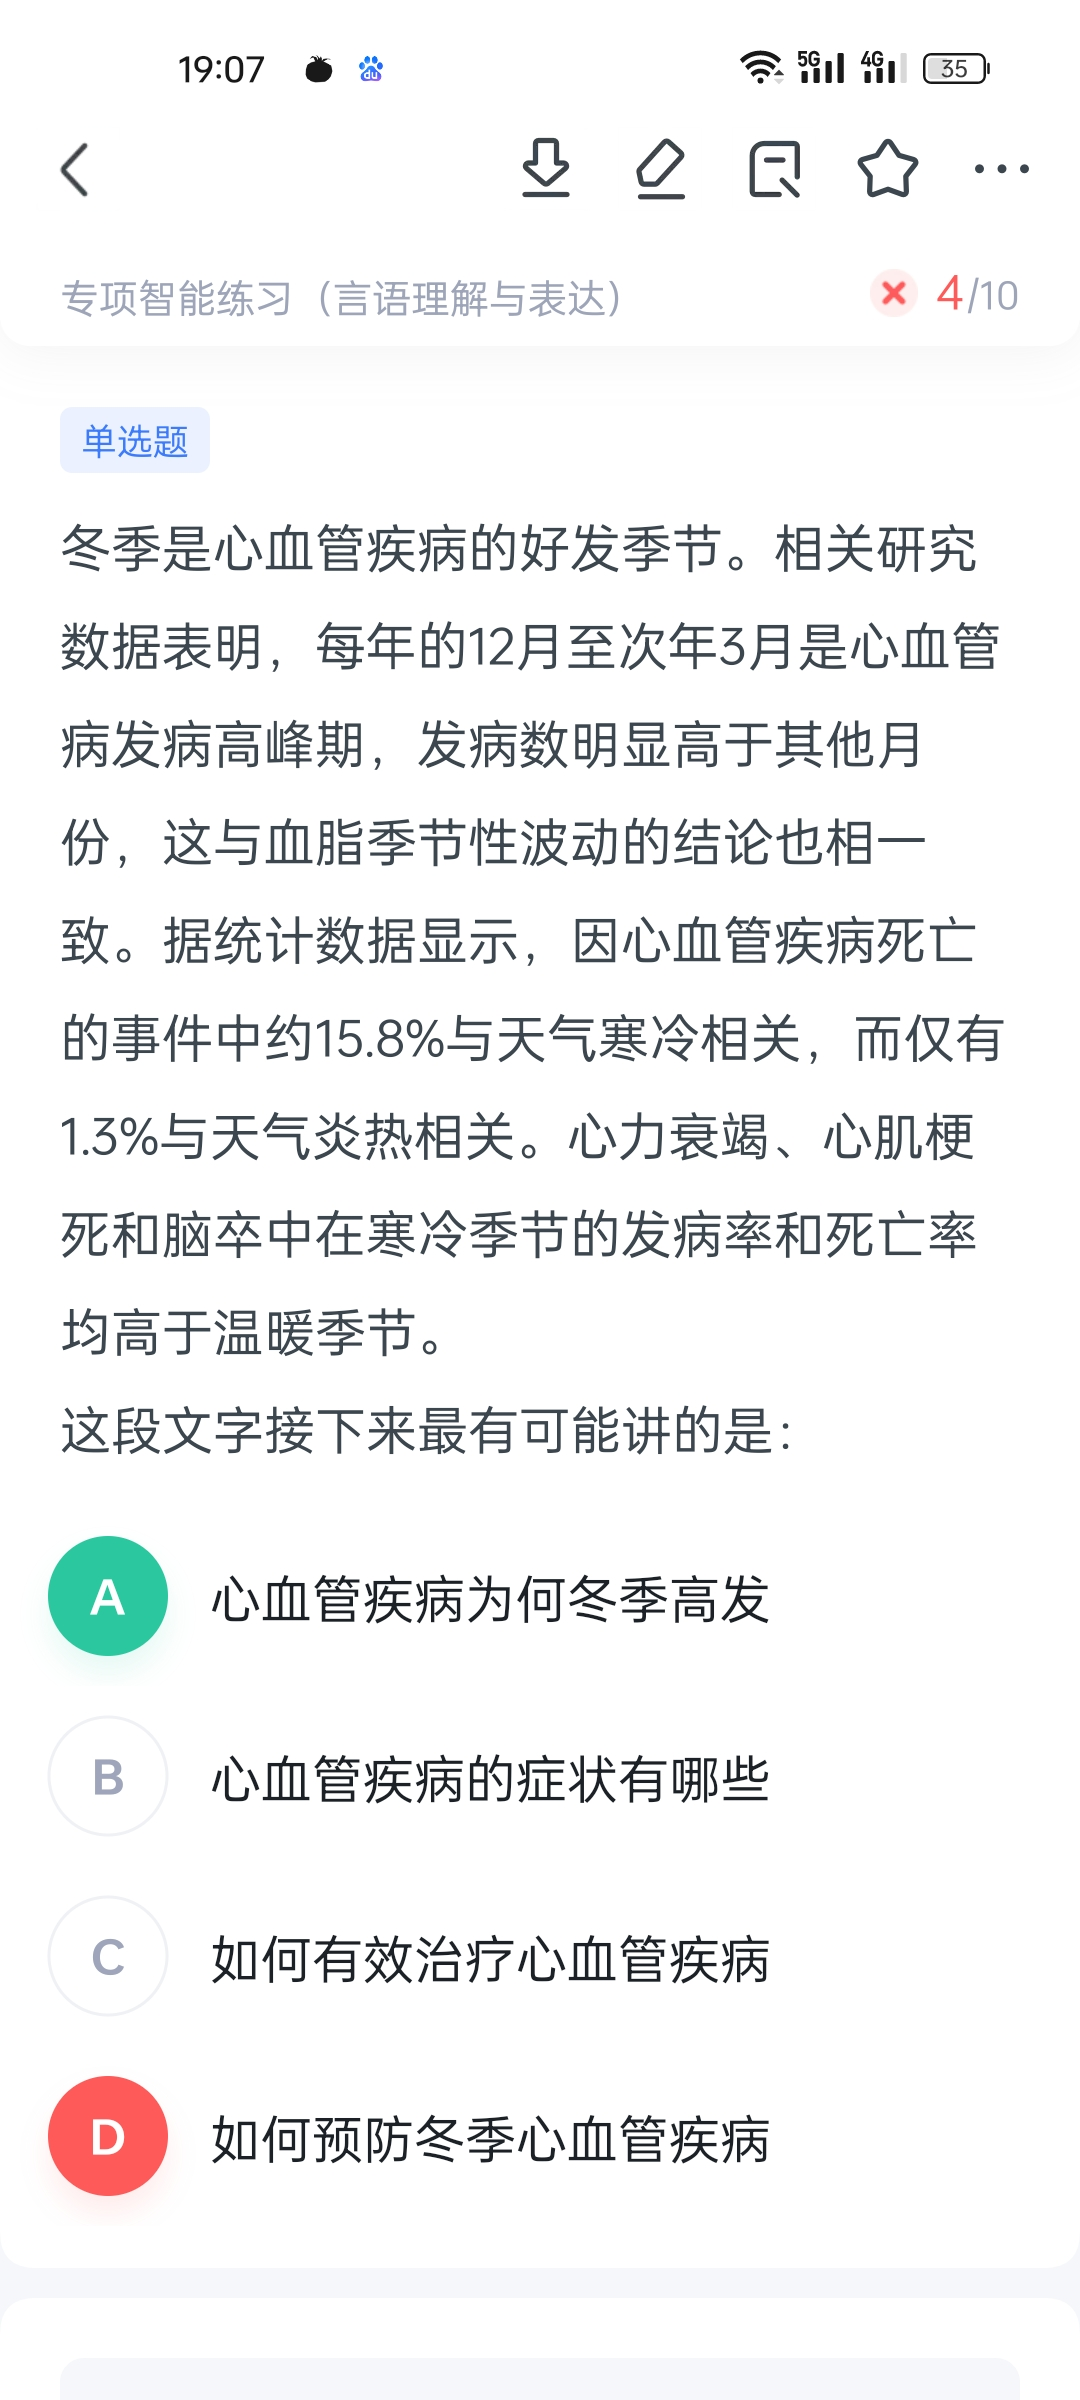 19:07
du
5G
4G
35
专项智能练习（言语理解与表达）
4/10
单选题
冬季是心血管疾病的好发季节。相关研究
数据表明，每年的12月至次年3月是心血管
病发病高峰期，发病数明显高于其他月
份，这与血脂季节性波动的结论也相一
致。据统计数据显示，因心血管疾病死亡
的事件中约15.8%与天气寒冷相关，而仅有
1.3%与天气炎热相关。心力衰竭、心肌梗
死和脑卒中在寒冷季节的发病率和死亡率
均高于温暖季节。
这段文字接下来最有可能讲的是：
A 心血管疾病为何冬季高发
B 心血管疾病的症状有哪些
C 如何有效治疗心血管疾病
D 如何预防冬季心血管疾病